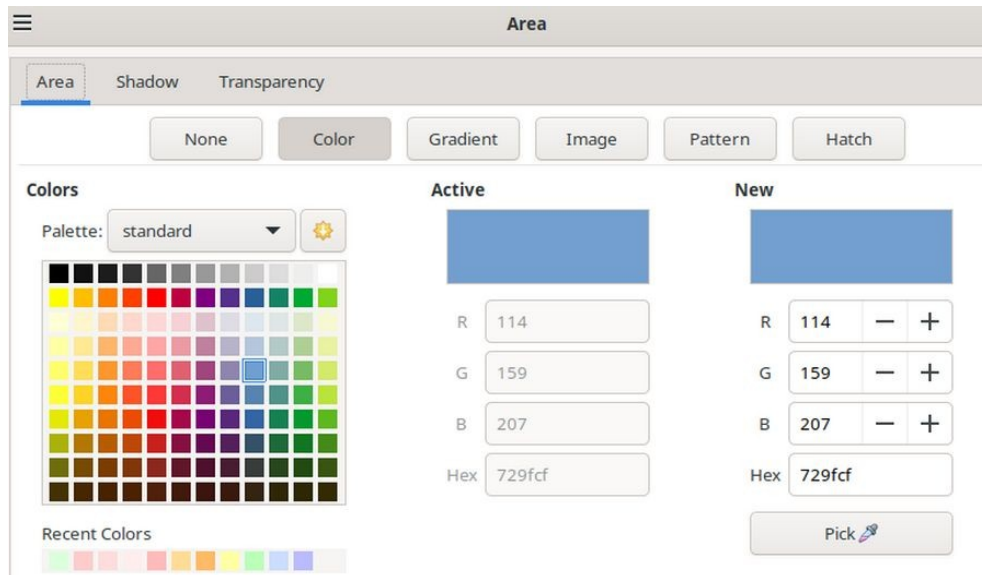 Area
Area Shadow Transparency
None Color Gradient Image Pattern Hatch
Colors
Palette: standard
Recent Colors
Active
R 114
G 159
B 207
Hex 729fcf
New
R 114
G 159
B 207
Hex 729fcf
Pick